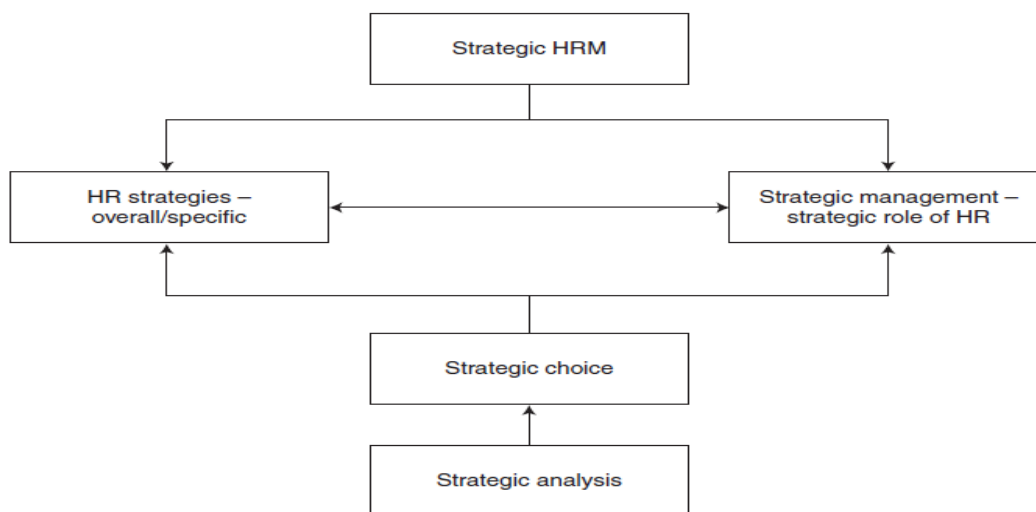 Strategic HRM
HR strategies –
overall/specific
Strategic management –
strategic role of HR
Strategic choice
Strategic analysis